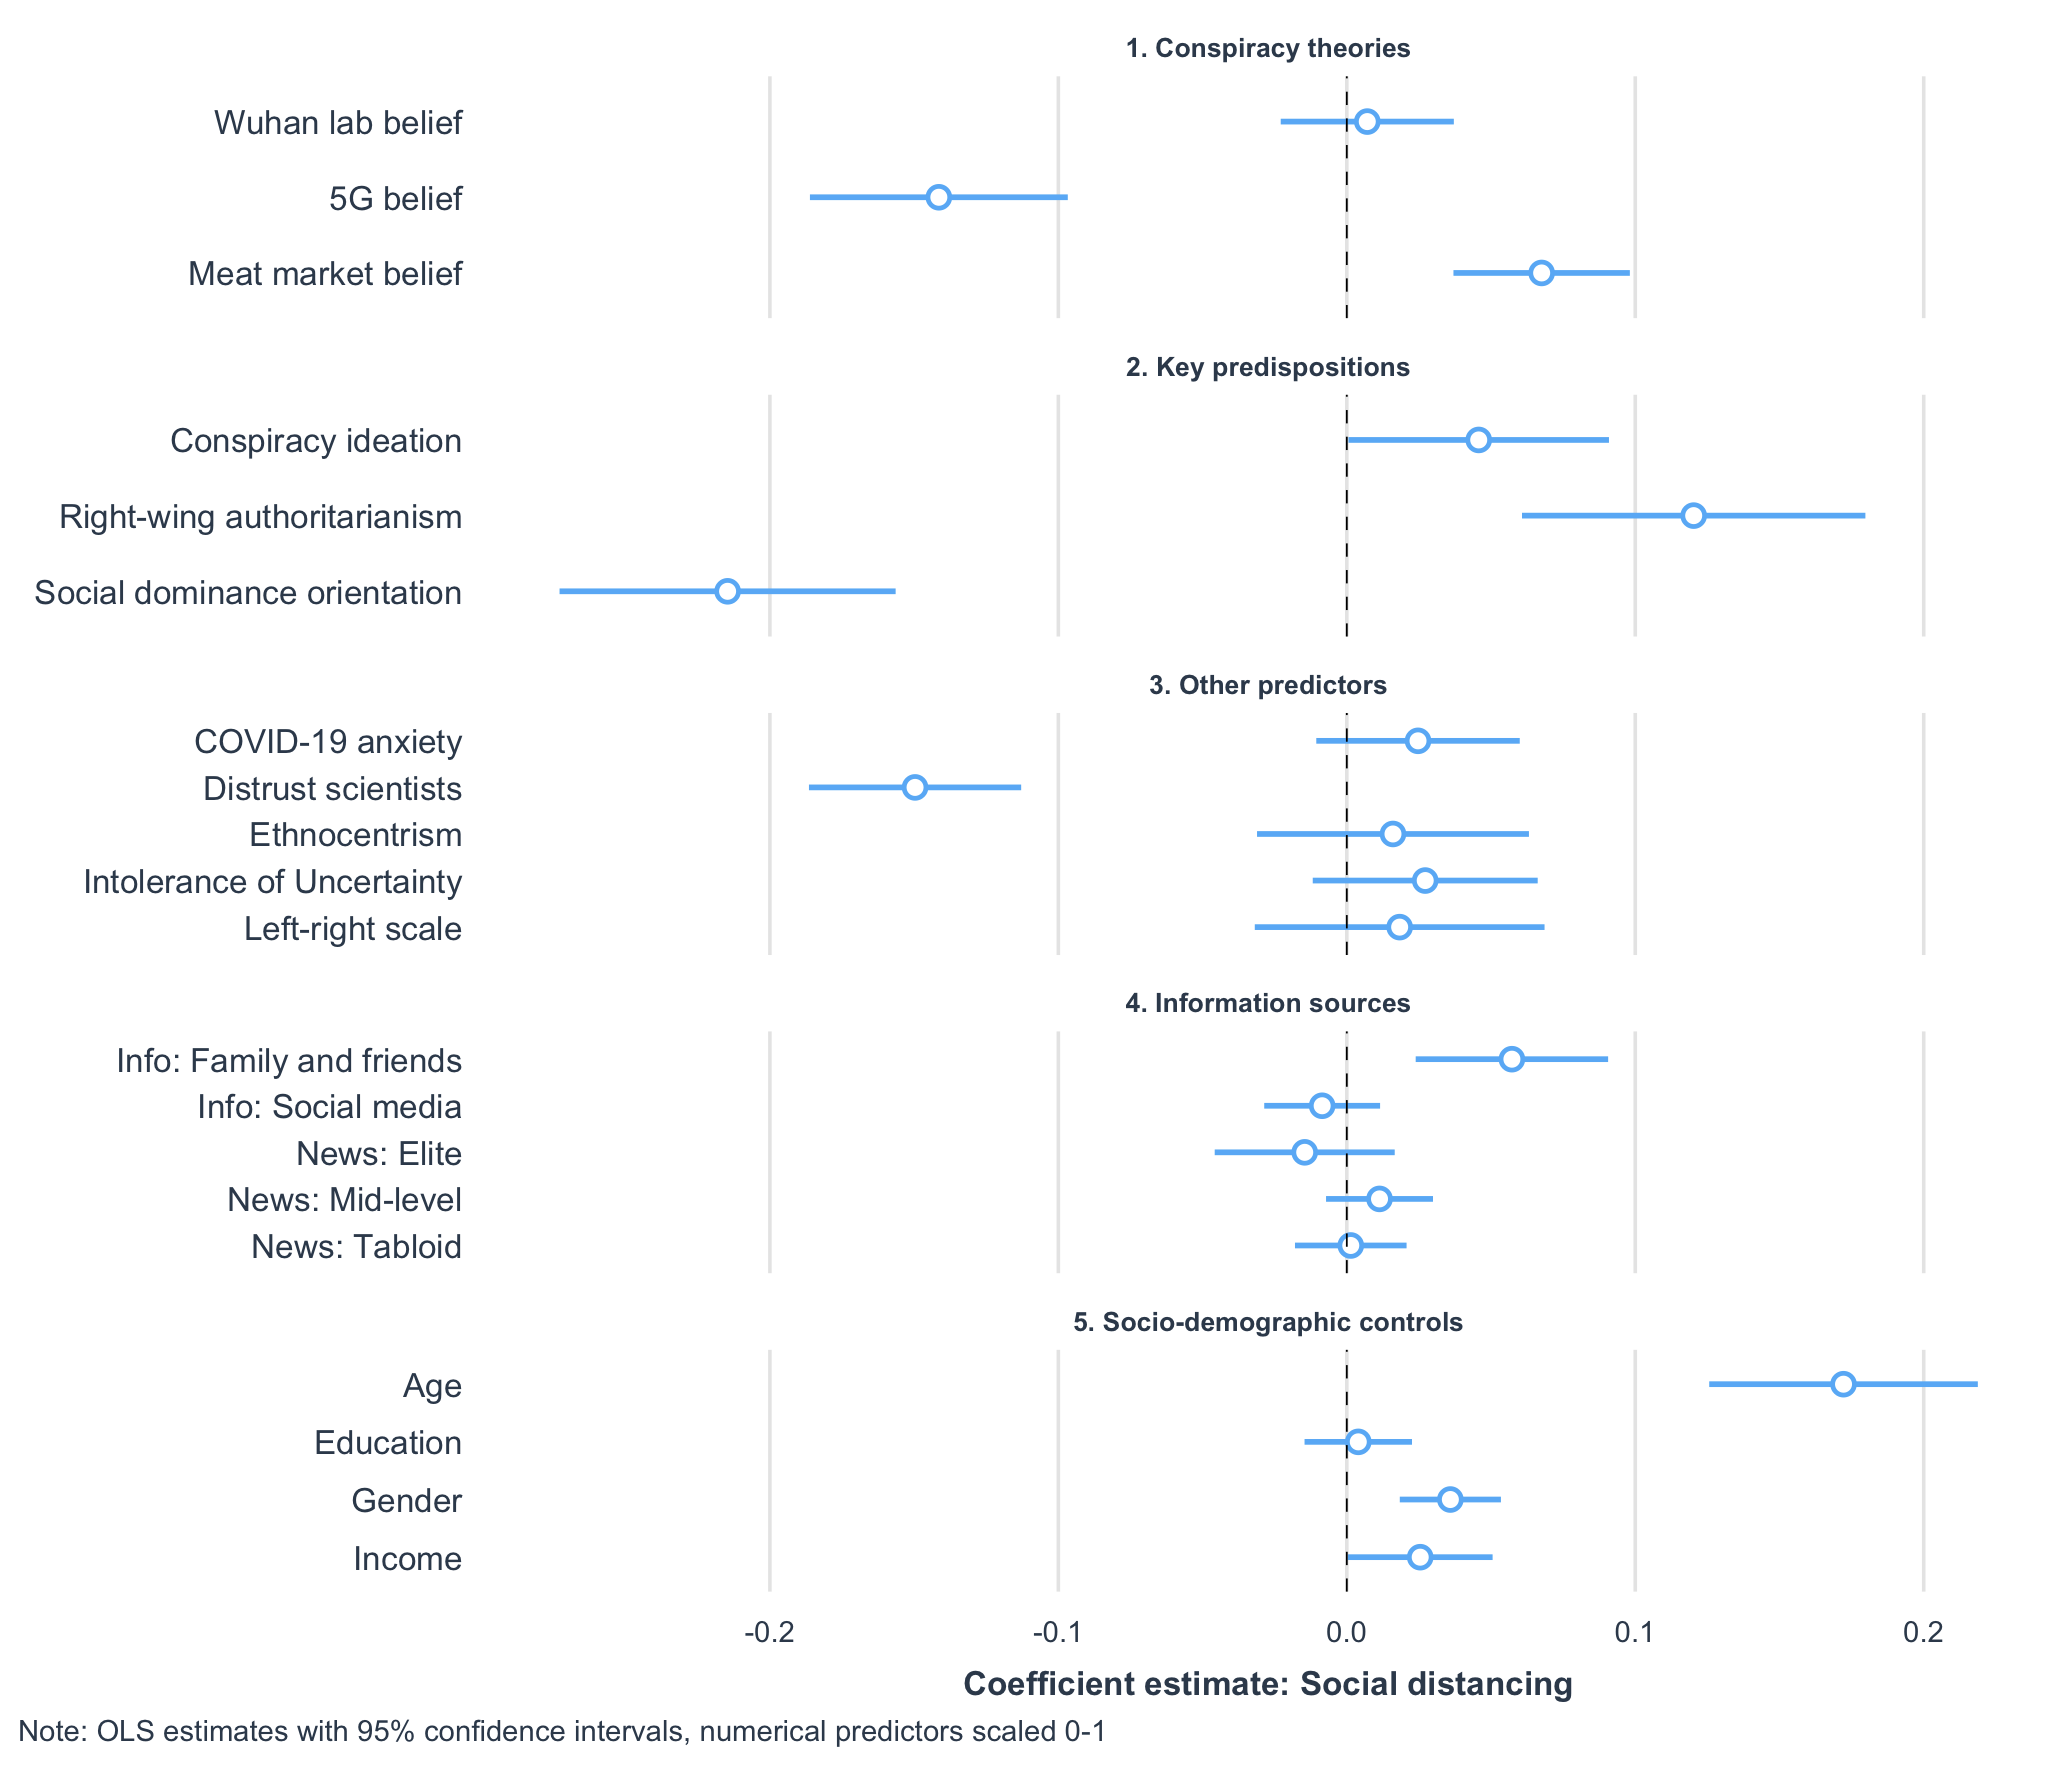 1. Conspiracy theories
Wuhan lab belief
5G belief
Meat market belief
2. Key predispositions
Conspiracy ideation
Right-wing authoritarianism
Social dominance orientation
3. Other predictors
COVID-19 anxiety
Distrust scientists
Ethnocentrism
Intolerance of Uncertainty
Left-right scale
4. Information sources
Info: Family and friends
Info: Social media
News: Elite
News: Mid-level
News: Tabloid
5. Socio-demographic controls
Age
Education
Gender
Income
-0.2 -0.1 0.0 0.1 0.2
Coefficient estimate: Social distancing
Note: OLS estimates with 95% confidence intervals, numerical predictors scaled 0-1